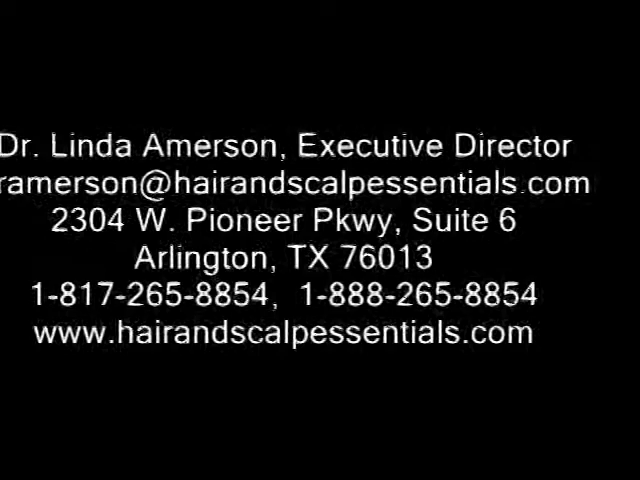 Dr. Linda Amerson, Executive Director
ramerson@hairandscalpessentials.com
2304 W. Pioneer Pkwy, Suite 6
Arlington, TX 76013
1-817-265-8854, 1-888-265-8854
www.hairandscalpessentials.com